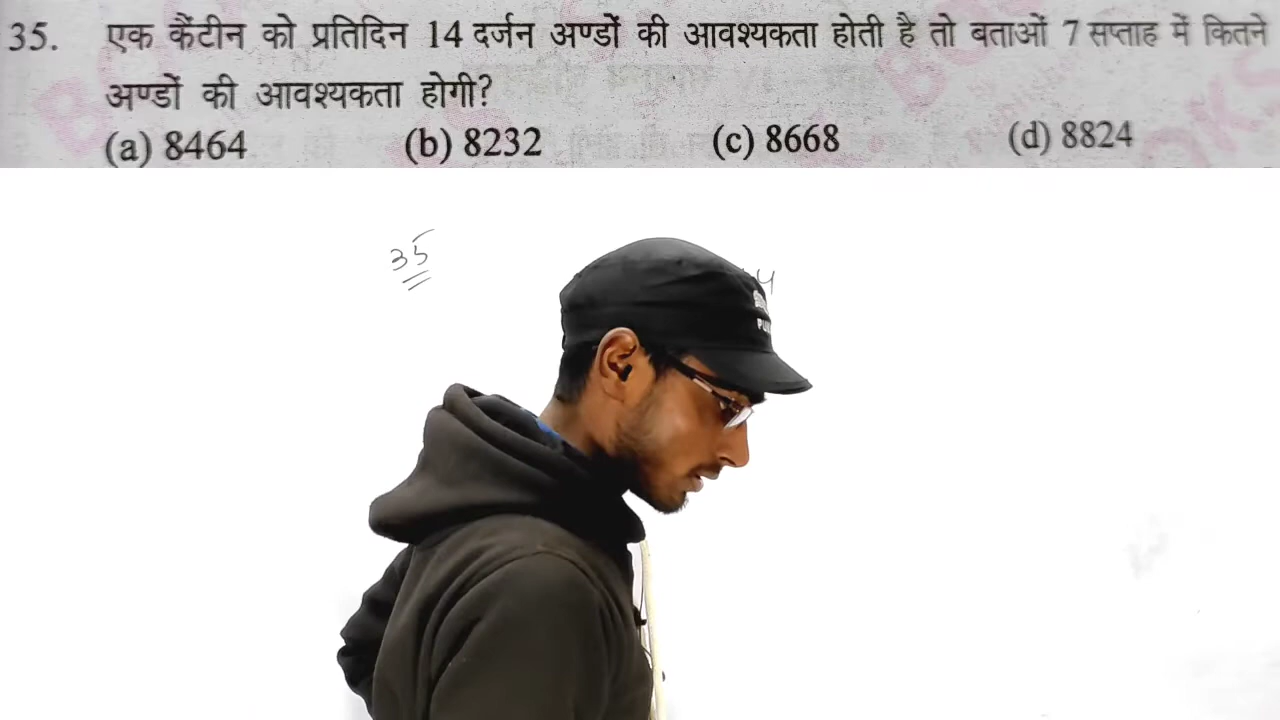 35. एक कैंटीन को प्रतिदिन 14 दर्जन अण्डों की आवश्यकता होती है तो बताओं 7 सप्ताह में कितने
अण्डों की आवश्यकता होगी?
(a) 8464 (b) 8232 (c) 8668 (d) 8824
35
4